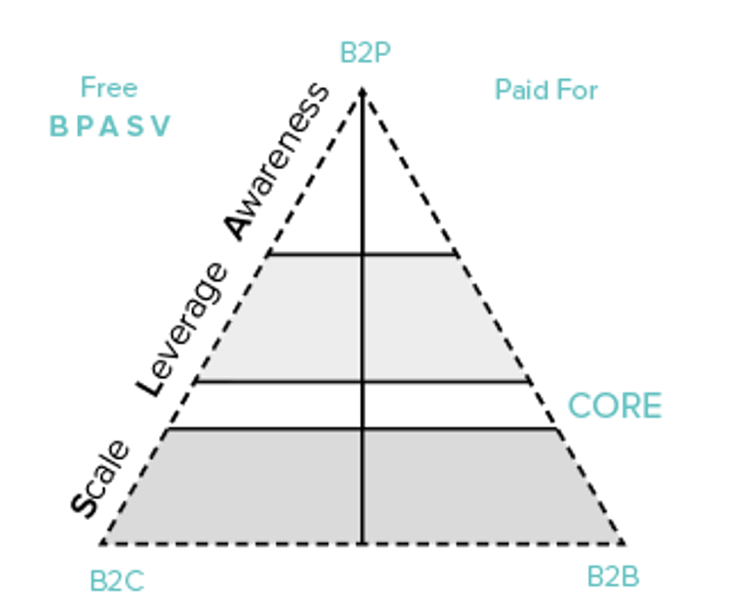 B2P
Free
B P A S V
Paid For
Awareness
Leverage
CORE
Scale
B2C
B2B